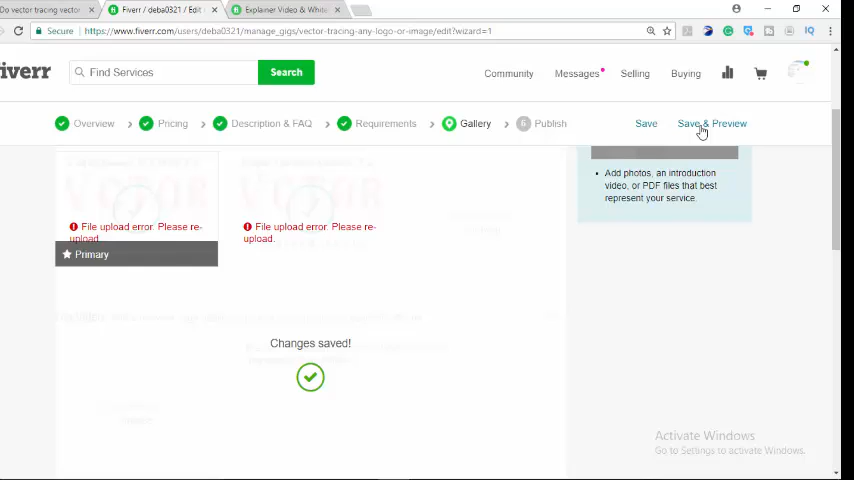 Do vector tracing vector
Fiverr / deba0321 / Edit
Explainer Video & White
Secure https://www.fiverr.com/users/deba0321/manage_gigs/vector-tracing-any-logo-or-image/edit?wizard=1
iverr
Find Services
Search
Community Messages Selling Buying
Overview Pricing Description & FAQ Requirements Gallery 6 Publish Save Save & Preview
Add photos, an introduction
video, or PDF files that best
represent your service.
File upload error. Please re-
upload.
File upload error. Please re-
upload.
Primary
Changes saved!
Activate Windows
Go to Settings to activate Windows.